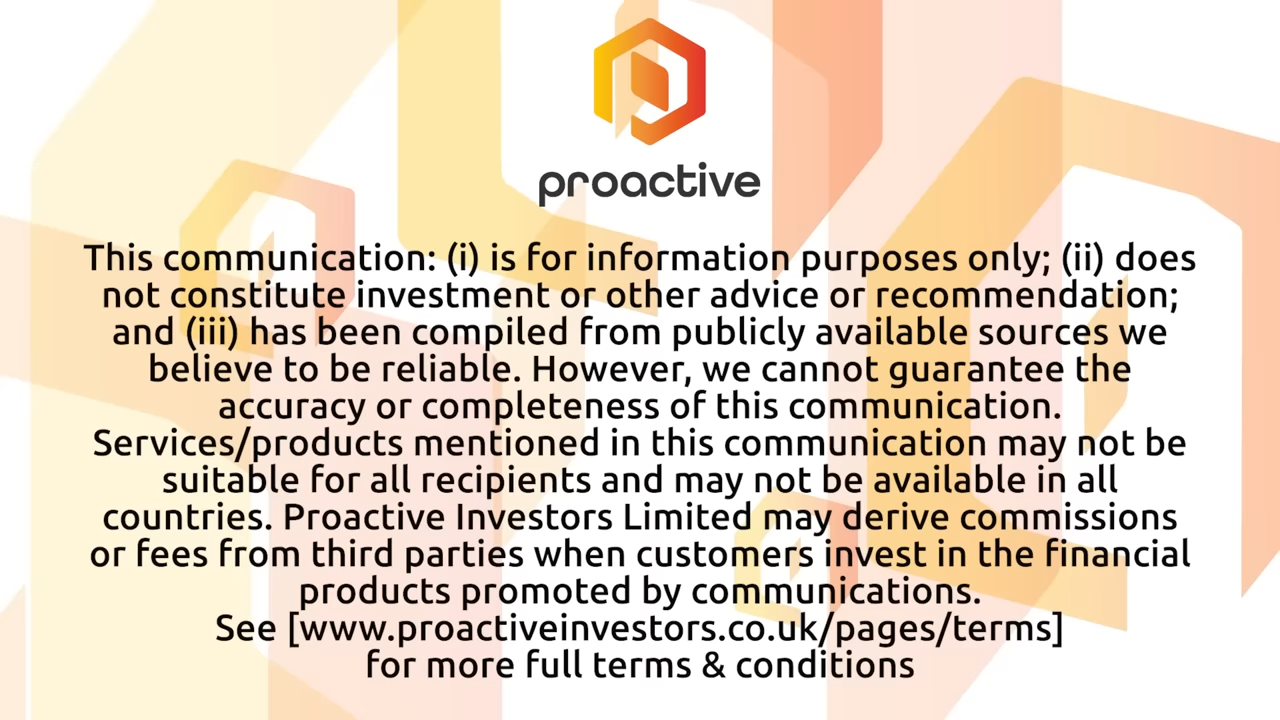 proactive
This communication: (i) is for information purposes only; (ii) does
not constitute investment or other advice or recommendation;
and (iii) has been compiled from publicly available sources we
believe to be reliable. However, we cannot guarantee the
accuracy or completeness of this communication.
Services/products mentioned in this communication may not be
suitable for all recipients and may not be available in all
countries. Proactive Investors Limited may derive commissions
or fees from third parties when customers invest in the financial
products promoted by communications.
See [www.proactiveinvestors.co.uk/pages/terms]
for more full terms & conditions